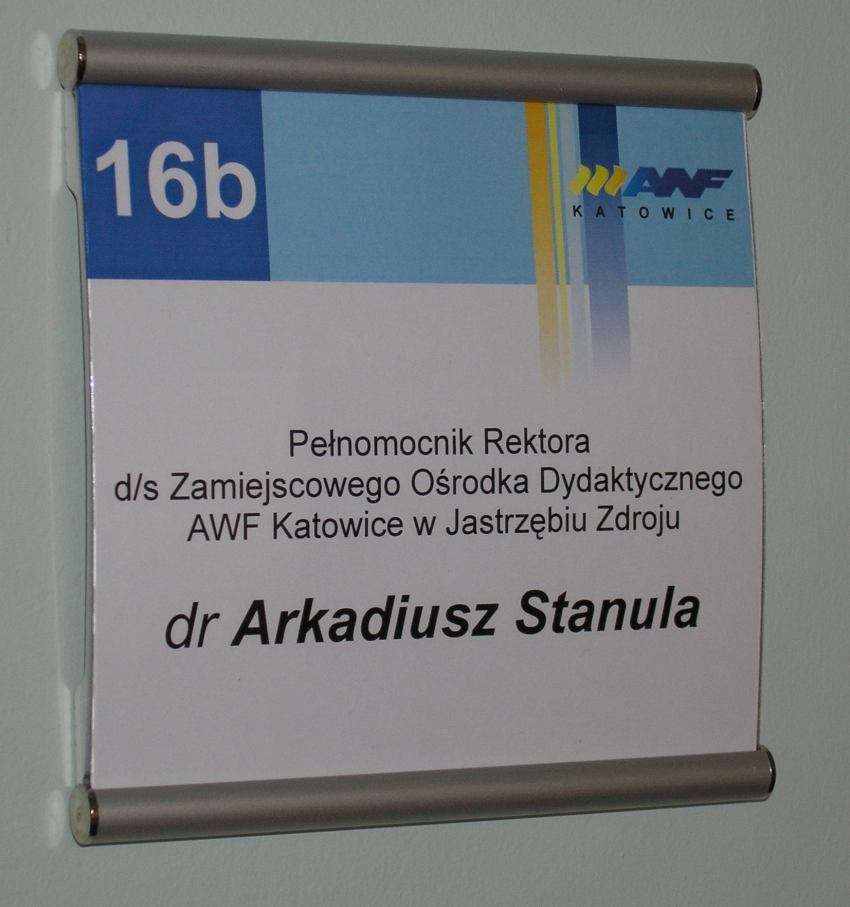 16b
AWF
KATOWICE
Pełnomocnik Rektora
d/s Zamiejscowego Ośrodka Dydaktycznego
AWF Katowice w Jastrzębiu Zdroju
dr Arkadiusz Stanula